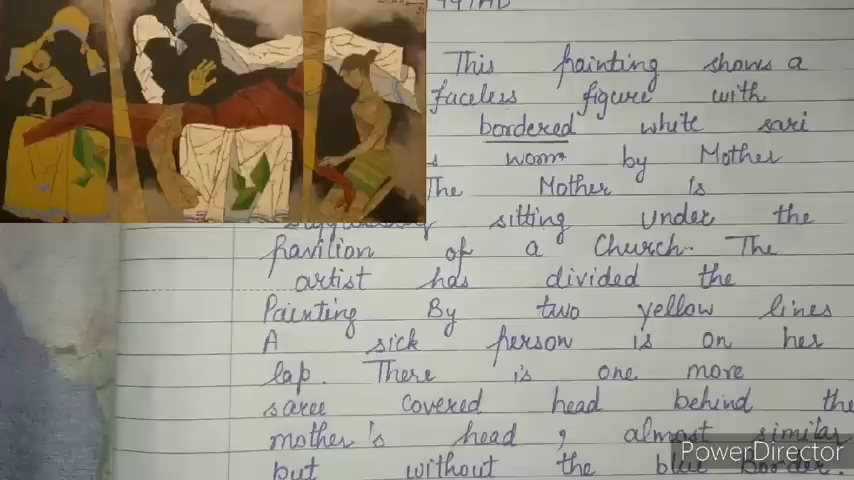 This painting shows a
faceless figure with
bordered white sari
worn by Mother
The Mother is
sitting under the
pavilion of a Church. The
artist has divided the
Painting By two yellow lines
A sick person is on her
lap. There is one more
saree covered head behind the
mother's head, almost similar
but without the blue border.
PowerDirector